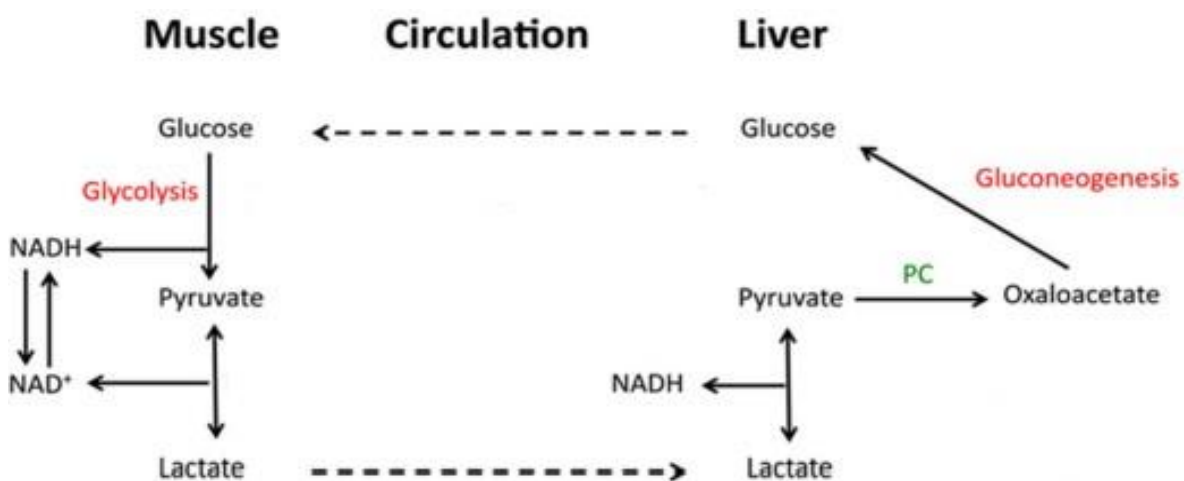 Muscle Circulation Liver
Glucose Glucose
Glycolysis Gluconeogenesis
NADH
Pyruvate Pyruvate PC Oxaloacetate
NAD⁺ NADH
Lactate Lactate